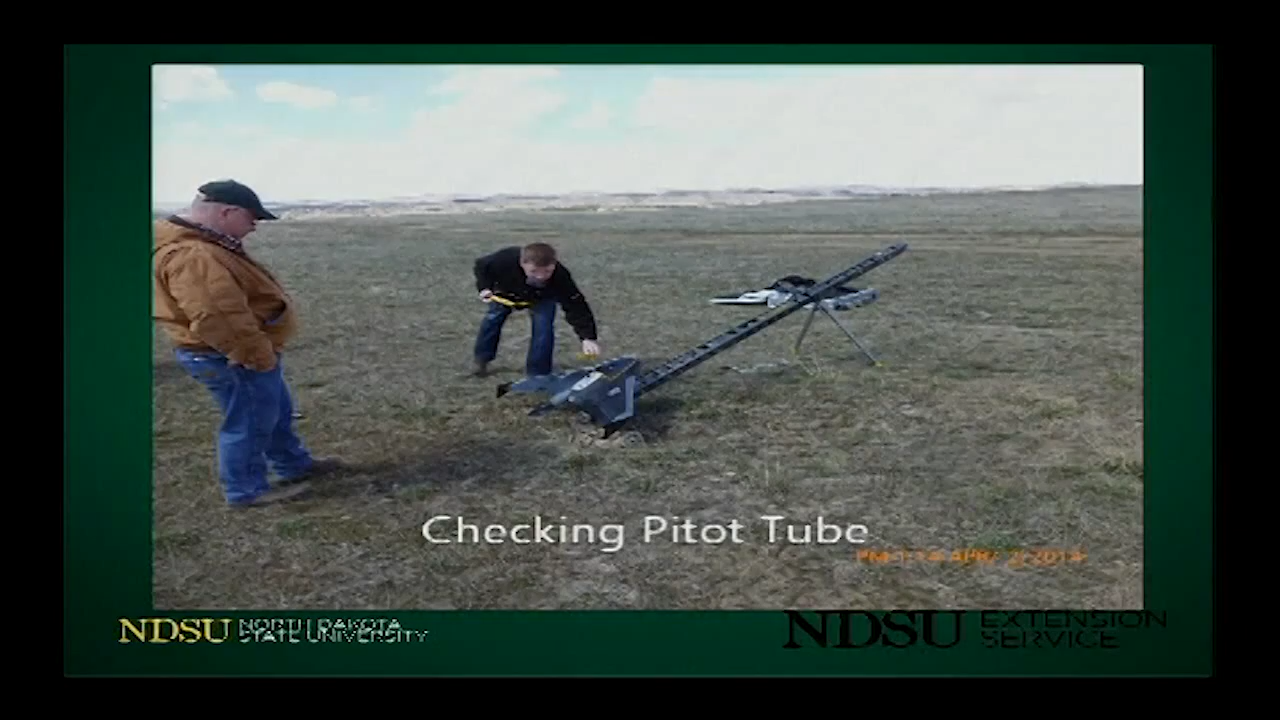 Checking Pitot Tube
NDSU NORTH DAKOTA
STATE UNIVERSITY
NDSU EXTENSION
SERVICE